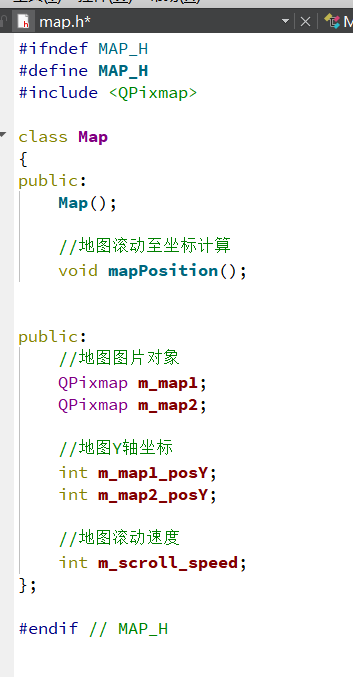 map.h*
#ifndef MAP_H
#define MAP_H
#include <QPixmap>
class Map
{
public:
Map();
//地图滚动至坐标计算
void mapPosition();
public:
//地图图片对象
QPixmap m_map1;
QPixmap m_map2;
//地图Y轴坐标
int m_map1_posY;
int m_map2_posY;
//地图滚动速度
int m_scroll_speed;
};
#endif // MAP_H